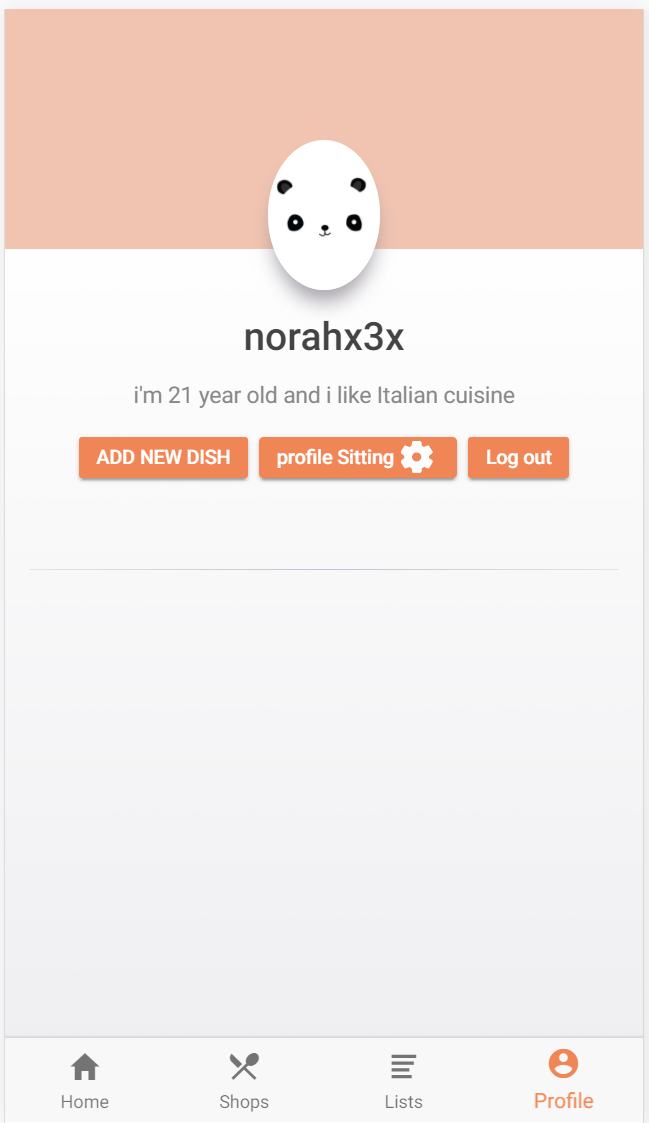 norahx3x
i'm 21 year old and i like Italian cuisine
ADD NEW DISH profile Sitting Log out
Home Shops Lists Profile